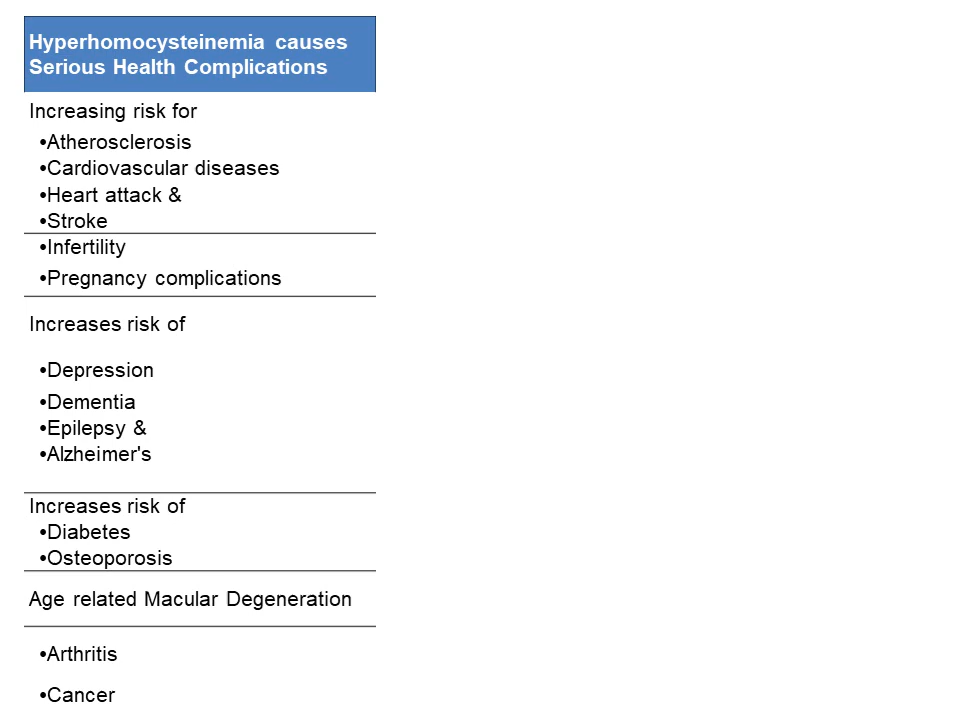 Hyperhomocysteinemia causes
Serious Health Complications
Increasing risk for
•Atherosclerosis
•Cardiovascular diseases
•Heart attack &
•Stroke
•Infertility
•Pregnancy complications
Increases risk of
•Depression
•Dementia
•Epilepsy &
•Alzheimer's
Increases risk of
•Diabetes
•Osteoporosis
Age related Macular Degeneration
•Arthritis
•Cancer